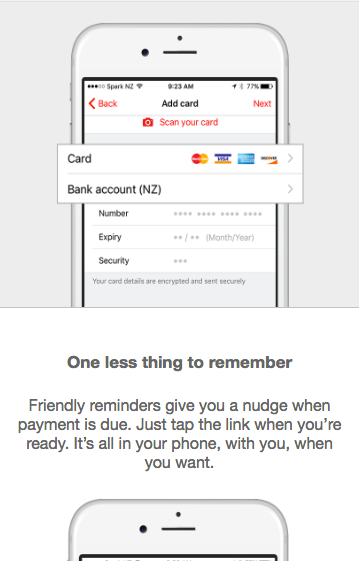 Spark NZ 9:23 AM 77%
Back Add card Next
Scan your card
Card VISA DISCOVER
Bank account (NZ)
Number
Expiry / (Month/Year)
Security
Your card details are encrypted and sent securely
One less thing to remember
Friendly reminders give you a nudge when
payment is due. Just tap the link when you're
ready. It's all in your phone, with you, when
you want.